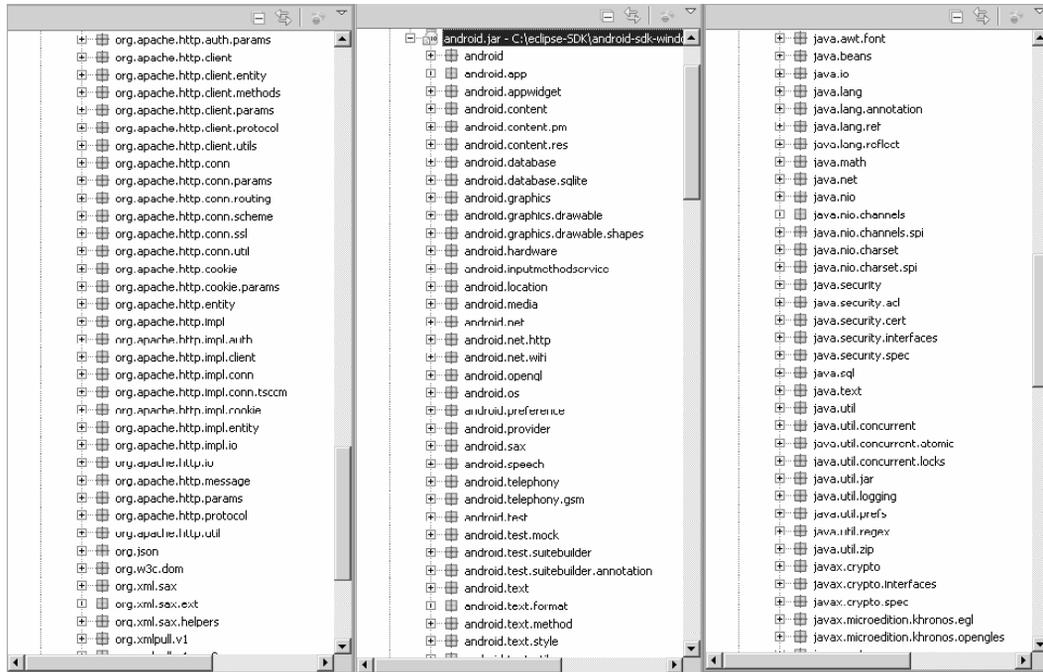 org.apache.http.auth.params
org.apache.http.client
org.apache.http.client.entity
org.apache.http.client.methods
org.apache.http.client.params
org.apache.http.client.protocol
org.apache.http.client.utils
org.apache.http.conn
org.apache.http.conn.params
org.apache.http.conn.routing
org.apache.http.conn.scheme
org.apache.http.conn.ssl
org.apache.http.conn.util
org.apache.http.cookie
org.apache.http.cookie.params
org.apache.http.entity
org.apache.http.impl
org.apache.http.impl.auth
org.apache.http.impl.client
org.apache.http.impl.conn
org.apache.http.impl.conn.tsccm
org.apache.http.impl.cookie
org.apache.http.impl.entity
org.apache.http.impl.io
org.apache.http.io
org.apache.http.message
org.apache.http.params
org.apache.http.protocol
org.apache.http.util
org.json
org.w3c.dom
org.xml.sax
org.xml.sax.ext
org.xml.sax.helpers
org.xmlpull.v1
android.jar - C:\eclipse-SDK\android-sdk-windo
android
android.app
android.appwidget
android.content
android.content.pm
android.content.res
android.database
android.database.sqlite
android.graphics
android.graphics.drawable
android.graphics.drawable.shapes
android.hardware
android.inputmethodservice
android.location
android.media
android.net
android.net.http
android.net.wifi
android.opengl
android.os
android.preference
android.provider
android.sax
android.speech
android.telephony
android.telephony.gsm
android.test
android.test.mock
android.test.suitebuilder
android.test.suitebuilder.annotation
android.text
android.text.format
android.text.method
android.text.style
java.awt.font
java.beans
java.io
java.lang
java.lang.annotation
java.lang.ref
java.lang.reflect
java.math
java.net
java.nio
java.nio.channels
java.nio.channels.spi
java.nio.charset
java.nio.charset.spi
java.security
java.security.acl
java.security.cert
java.security.interfaces
java.security.spec
java.sql
java.text
java.util
java.util.concurrent
java.util.concurrent.atomic
java.util.concurrent.locks
java.util.jar
java.util.logging
java.util.prefs
java.util.regex
java.util.zip
javax.crypto
javax.crypto.interfaces
javax.crypto.spec
javax.microedition.khronos.egl
javax.microedition.khronos.opengles